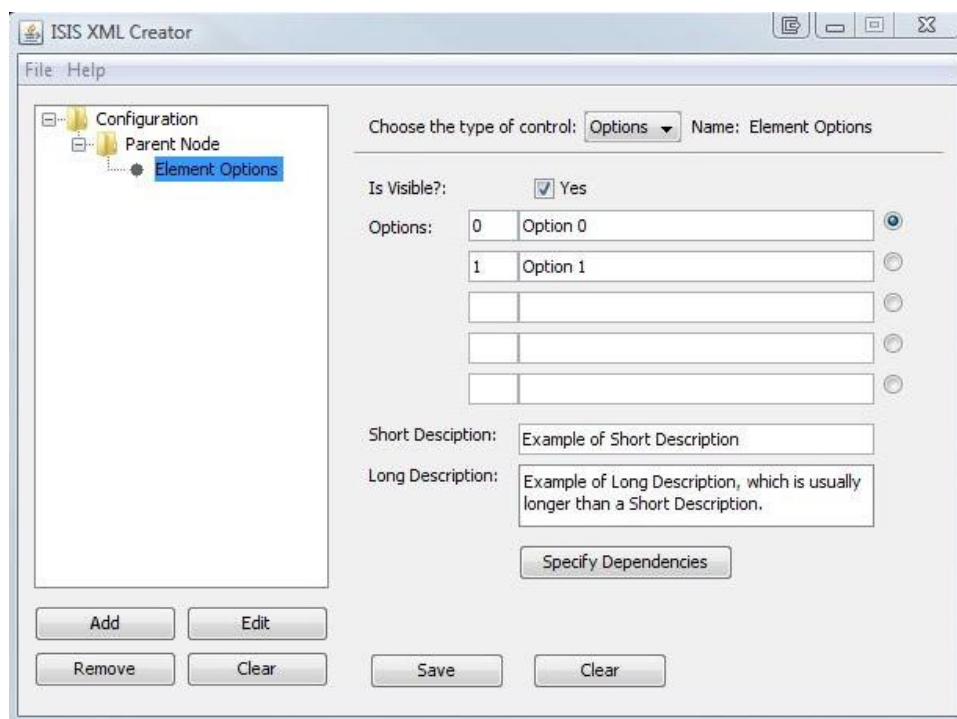 ISIS XML Creator
File Help
Configuration
Parent Node
Element Options
Add Edit
Remove Clear
Choose the type of control: Options Name: Element Options
Is Visible?: Yes
Options: 0 Option 0
1 Option 1
Short Desciption: Example of Short Description
Long Description: Example of Long Description, which is usually
longer than a Short Description.
Specify Dependencies
Save Clear